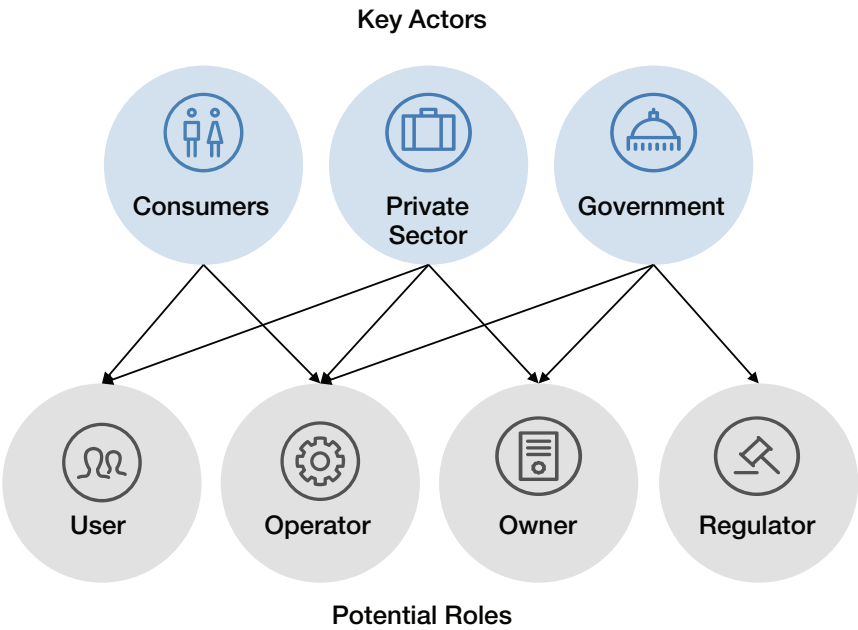 Key Actors
Consumers
Private
Sector
Government
User
Operator
Owner
Regulator
Potential Roles